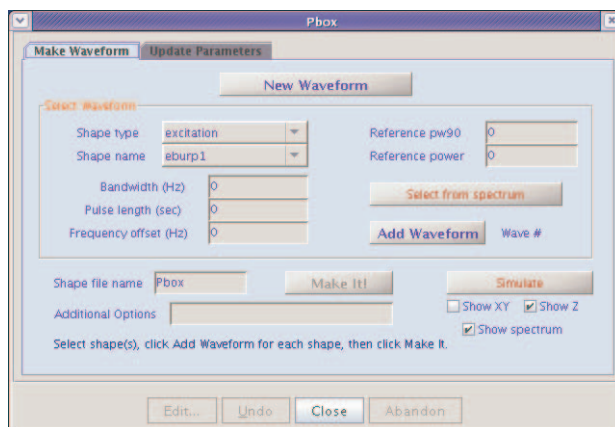 Pbox
Make Waveform Update Parameters
New Waveform
Select Waveform
Shape type excitation Reference pw90 0
Shape name eburp1 Reference power 0
Bandwidth (Hz) 0
Pulse length (sec) 0 Select from spectrum
Frequency offset (Hz) 0 Add Waveform Wave #
Shape file name Pbox Make It! Simulate
Show XY Show Z
Additional Options
Show spectrum
Select shape(s), click Add Waveform for each shape, then click Make It.
Edit... Undo Close Abandon